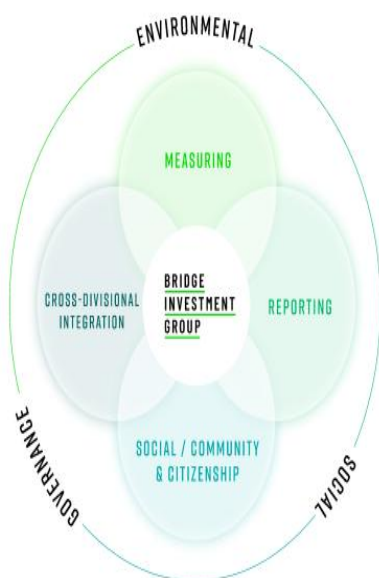 ENVIRONMENTAL
MEASURING
CROSS-DIVISIONAL
INTEGRATION
BRIDGE
INVESTMENT
GROUP
REPORTING
SOCIAL / COMMUNITY
& CITIZENSHIP
GOVERNANCE
SOCIAL